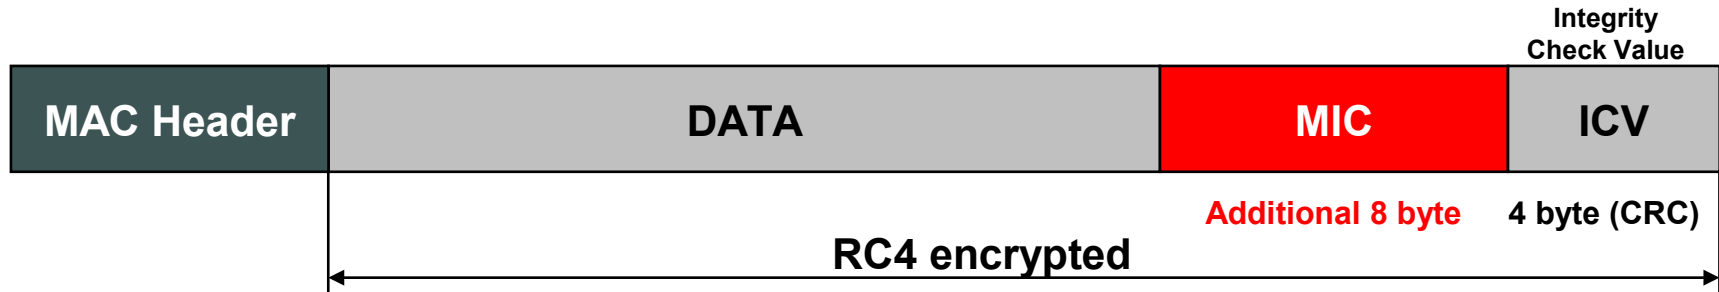 Integrity
Check Value
MAC Header DATA MIC ICV
Additional 8 byte 4 byte (CRC)
RC4 encrypted